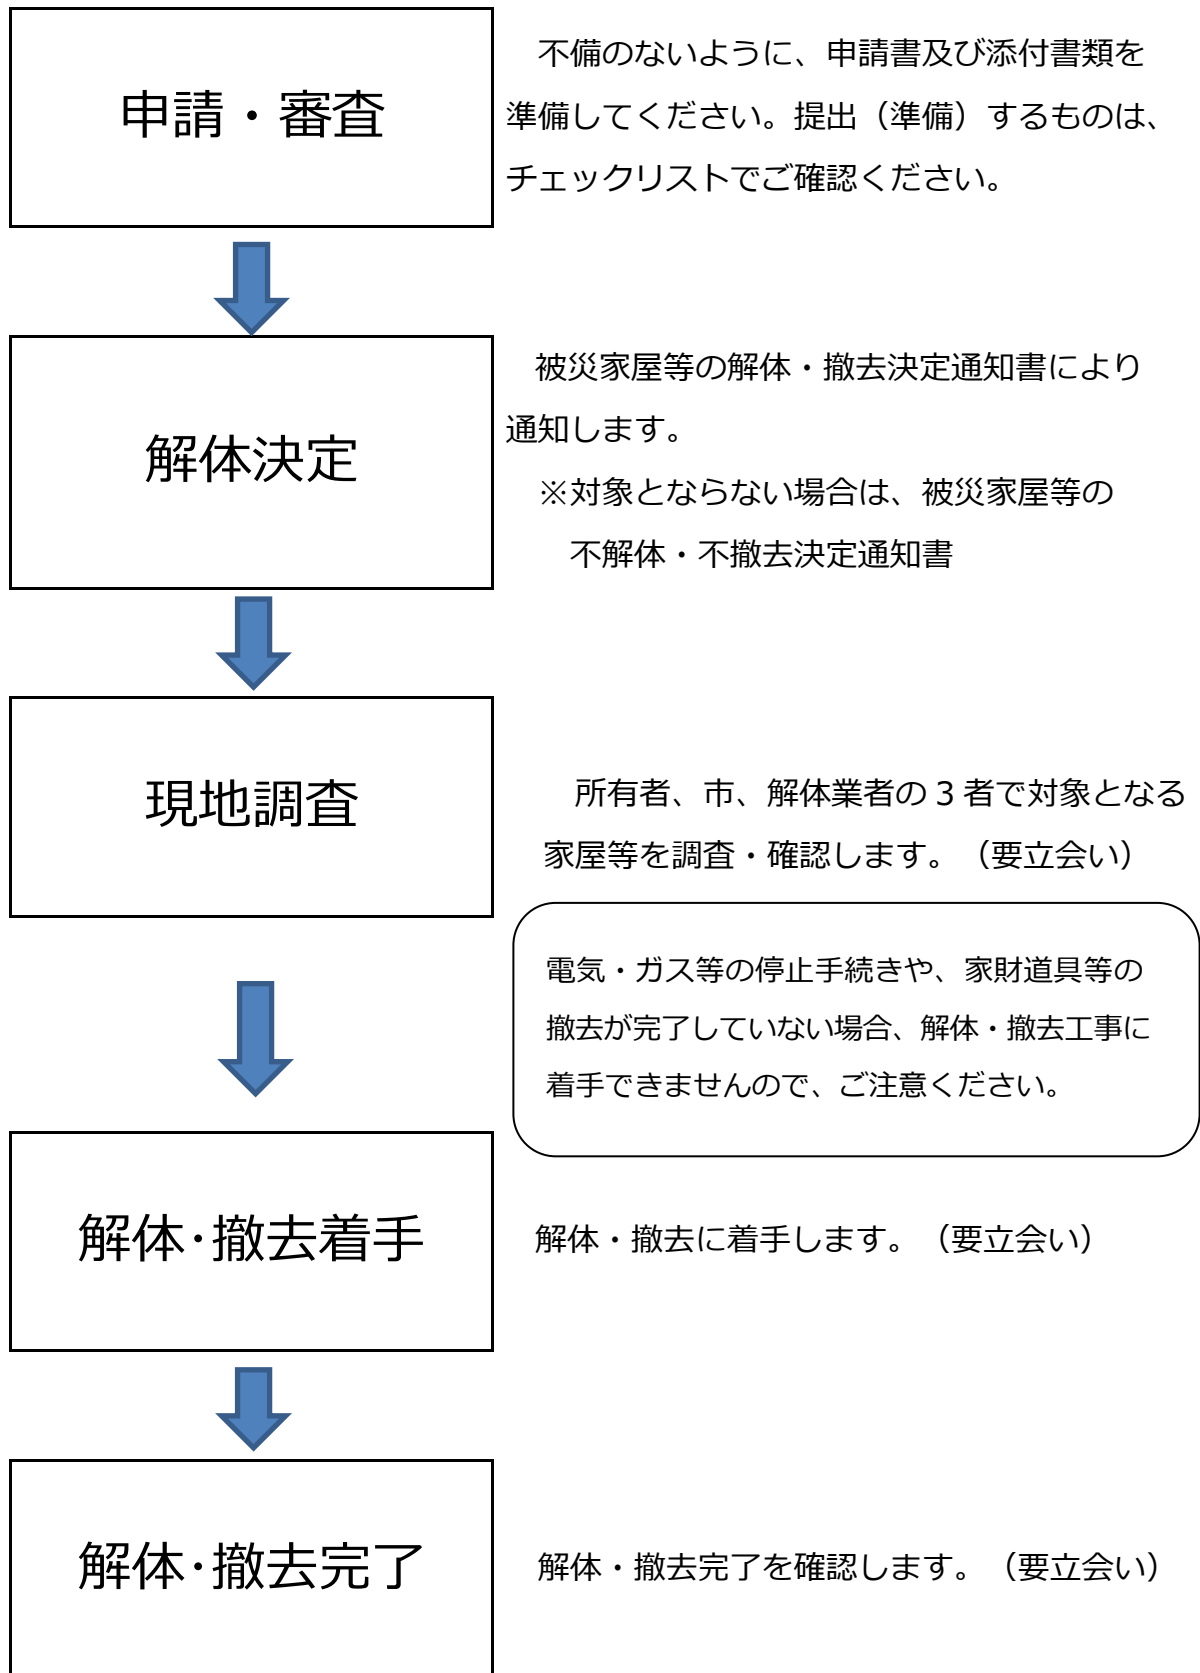 申請・審査
不備のないように、申請書及び添付書類を
準備してください。提出（準備）するものは、
チェックリストでご確認ください。
解体決定
被災家屋等の解体・撤去決定通知書により
通知します。
※対象とならない場合は、被災家屋等の
不解体・不撤去決定通知書
現地調査
所有者、市、解体業者の3者で対象となる
家屋等を調査・確認します。（要立会い）
電気・ガス等の停止手続きや、家財道具等の
撤去が完了していない場合、解体・撤去工事に
着手できませんので、ご注意ください。
解体･撤去着手
解体・撤去に着手します。（要立会い）
解体･撤去完了
解体・撤去完了を確認します。（要立会い）